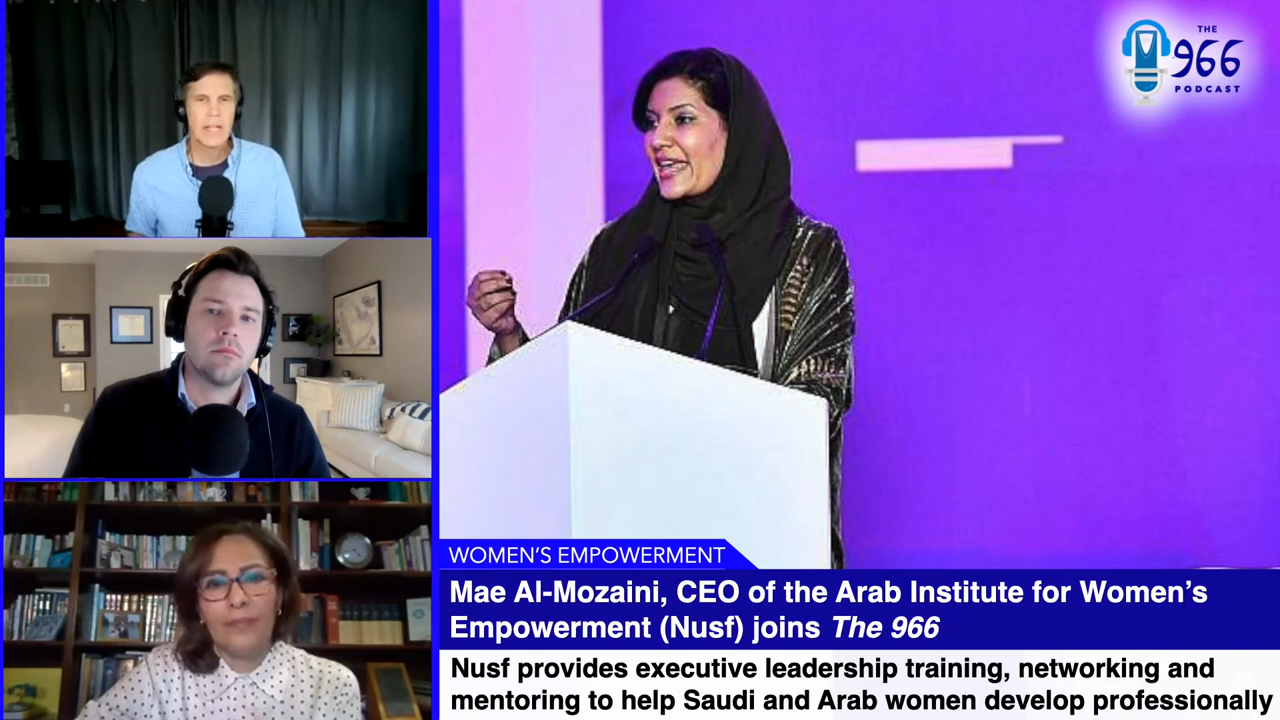 THE
966
PODCAST
WOMEN'S EMPOWERMENT
Mae Al-Mozaini, CEO of the Arab Institute for Women's
Empowerment (Nusf) joins The 966
Nusf provides executive leadership training, networking and
mentoring to help Saudi and Arab women develop professionally